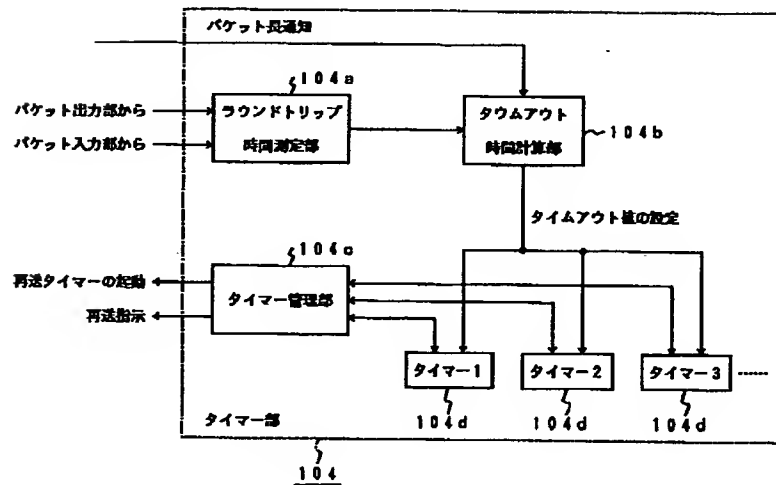 パケット長通知
104a
パケット出力部から
パケット入力部から
ラウンドトリップ
時間測定部
タウムアウト
時間計算部
104b
タイムアウト値の設定
104c
再送タイマーの起動
再送指示
タイマー管理部
タイマー1
タイマー2
タイマー3
104d
104d
104d
タイマー部
104